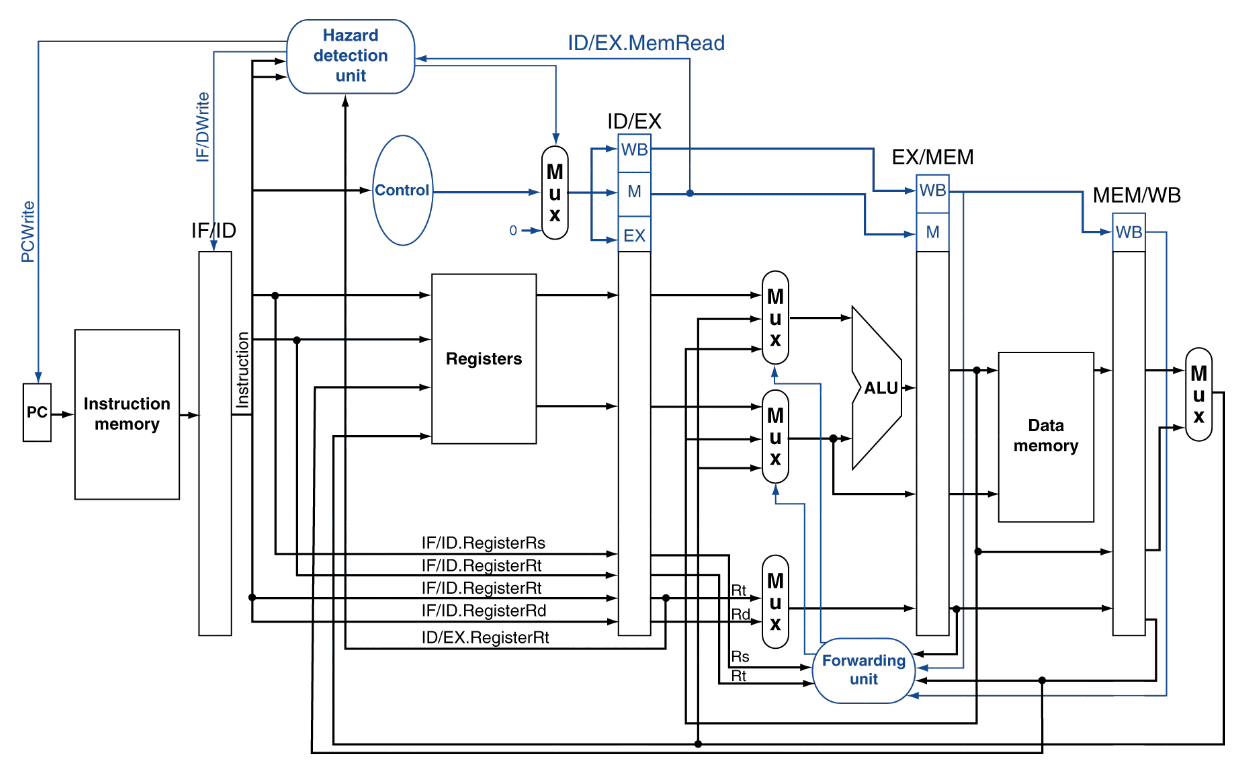 Hazard
detection
unit
ID/EX.MemRead
IF/DWrite
PCWrite
ID/EX
WB
M
EX
Control
Mux
0
EX/MEM
WB
M
MEM/WB
WB
IF/ID
Instruction
PC
Instruction
memory
Registers
Mux
Mux
ALU
Data
memory
Mux
IF/ID.RegisterRs
IF/ID.RegisterRt
IF/ID.RegisterRt
IF/ID.RegisterRd
ID/EX.RegisterRt
Rt
Rd
Mux
Rs
Rt
Forwarding
unit